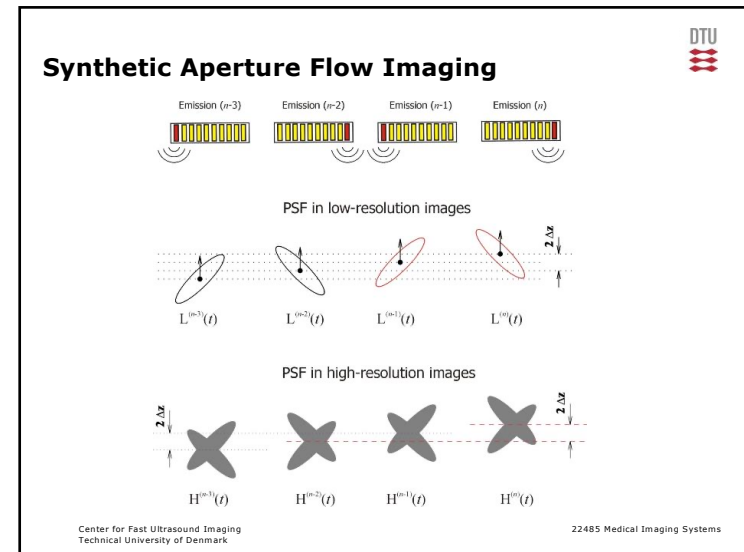 DTU
Synthetic Aperture Flow Imaging
Emission (n-3) Emission (n-2) Emission (n-1) Emission (n)
PSF in low-resolution images
2 Δz
L(n-3)(t) L(n-2)(t) L(n-1)(t) L(n)(t)
PSF in high-resolution images
2 Δz 2 Δz
H(n-3)(t) H(n-2)(t) H(n-1)(t) H(n)(t)
Center for Fast Ultrasound Imaging
Technical University of Denmark
22485 Medical Imaging Systems